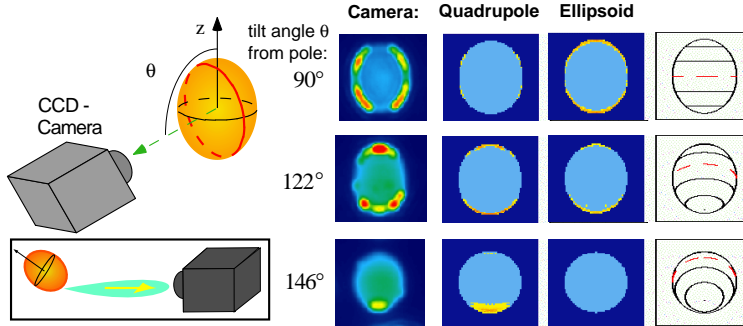 Camera: Quadrupole Ellipsoid
z
tilt angle θ
from pole:
θ
90°
CCD -
Camera
122°
146°